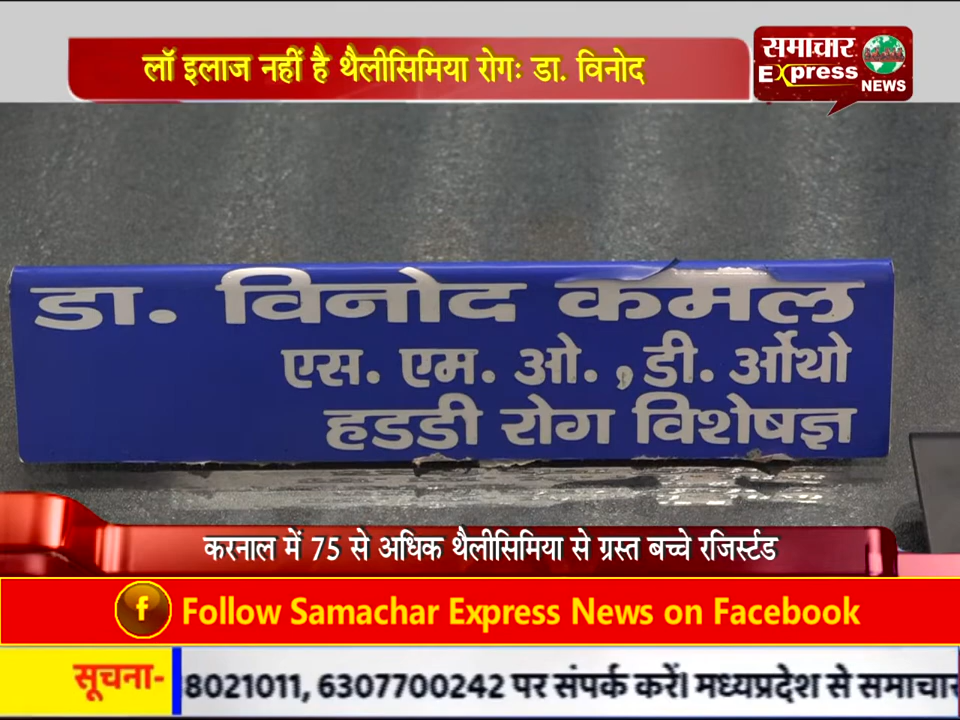 लॉ इलाज नहीं है थैलीसिमिया रोगः डा. विनोद
समाचार
Express
NEWS
डा. विनोद कमल
एस. एम. ओ. , डी. र्ओथो
हडडी रोग विशेषज्ञ
करनाल में 75 से अधिक थैलीसिमिया से ग्रस्त बच्चे रजिर्स्टड
f Follow Samachar Express News on Facebook
सूचना- 8021011, 6307700242 पर संपर्क करें। मध्यप्रदेश से समाचार